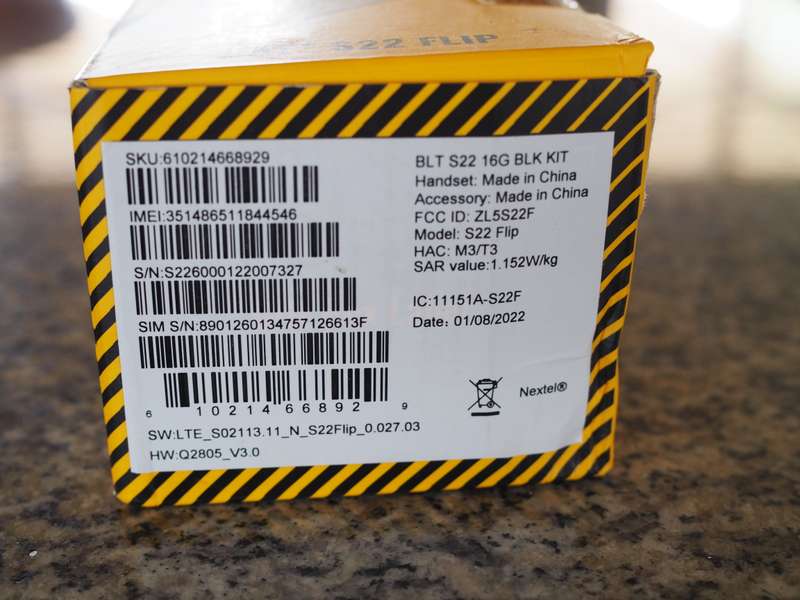 S22 FLIP
SKU:610214668929
IMEI:351486511844546
S/N:S226000122007327
SIM S/N:8901260134757126613F
6 10214 66892 9
SW:LTE_S02113.11_N_S22Flip_0.027.03
HW:Q2805_V3.0
BLT S22 16G BLK KIT
Handset: Made in China
Accessory: Made in China
FCC ID: ZL5S22F
Model: S22 Flip
HAC: M3/T3
SAR value:1.152W/kg
IC:11151A-S22F
Date: 01/08/2022
Nextel®